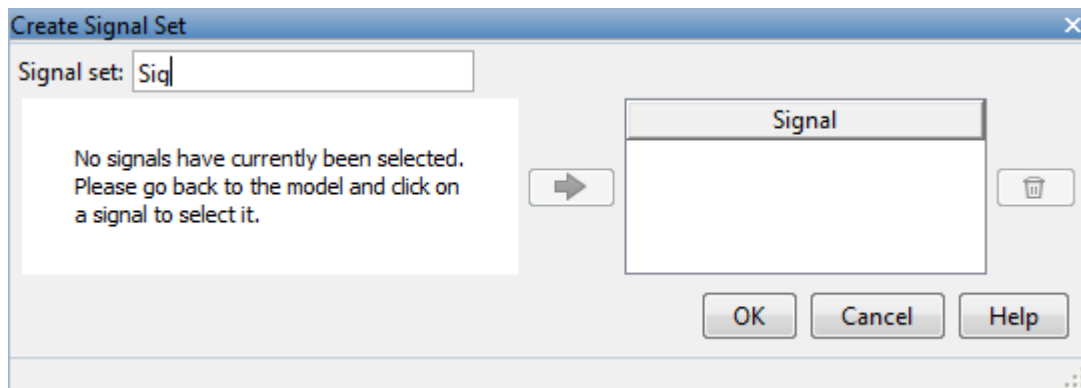 Create Signal Set
Signal set: Sig
No signals have currently been selected.
Please go back to the model and click on
a signal to select it.
Signal
OK Cancel Help